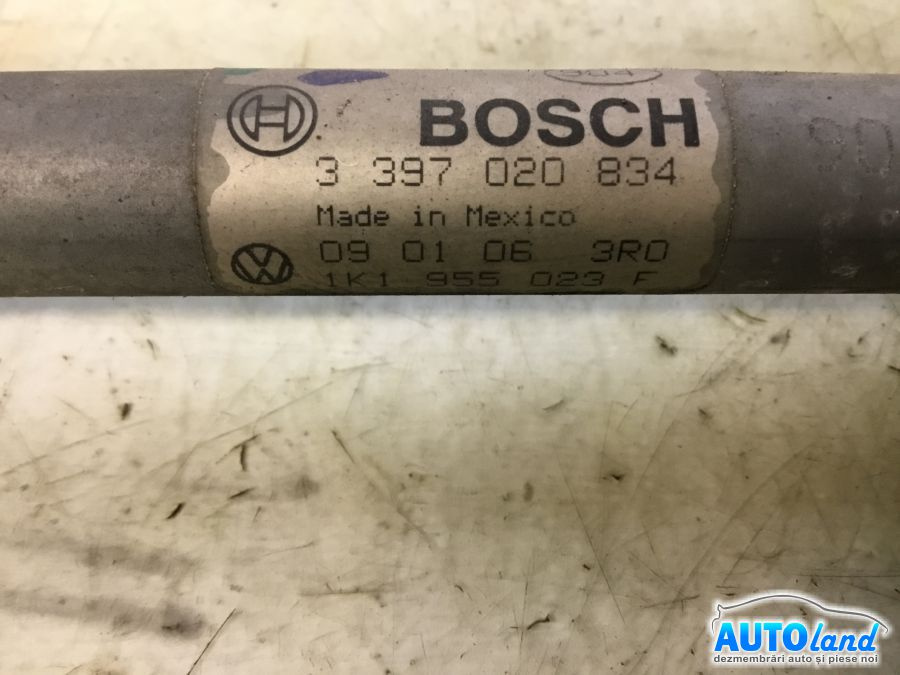 BOSCH
3 397 020 834
Made in Mexico
09 01 06 3R0
1K1 955 023 F
AUTOland
dezmembrări auto și piese noi